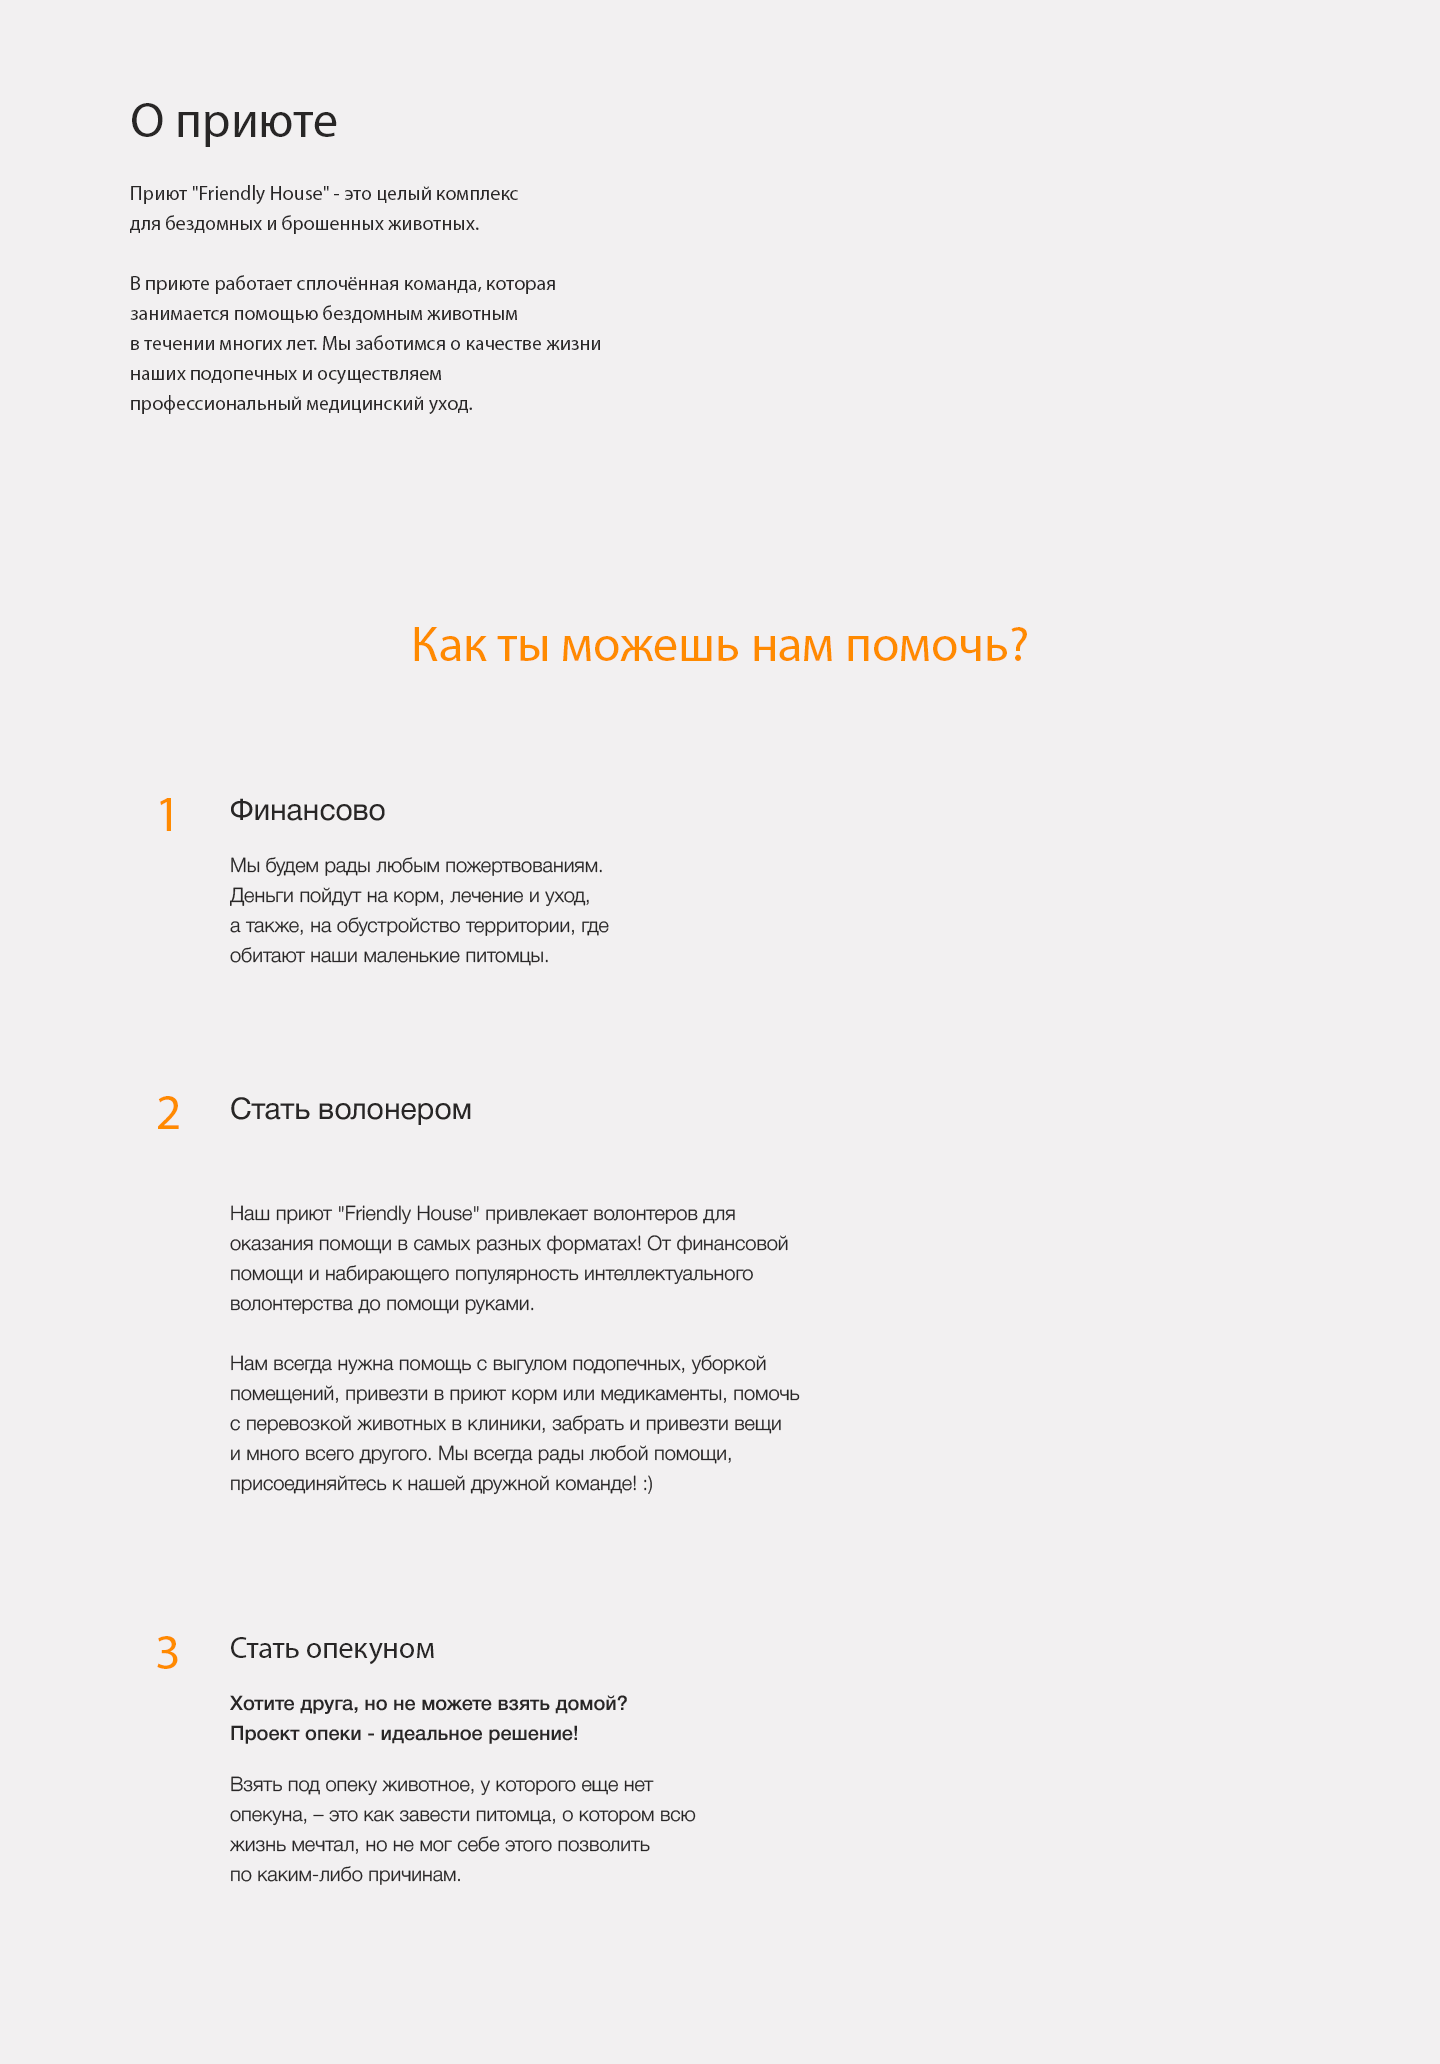 О приюте
Приют "Friendly House" - это целый комплекс
для бездомных и брошенных животных.
В приюте работает сплочённая команда, которая
занимается помощью бездомным животным
в течении многих лет. Мы заботимся о качестве жизни
наших подопечных и осуществляем
профессиональный медицинский уход.
Как ты можешь нам помочь?
1 Финансово
Мы будем рады любым пожертвованиям.
Деньги пойдут на корм, лечение и уход,
а также, на обустройство территории, где
обитают наши маленькие питомцы.
2 Стать волонером
Наш приют "Friendly House" привлекает волонтеров для
оказания помощи в самых разных форматах! От финансовой
помощи и набирающего популярность интеллектуального
волонтерства до помощи руками.
Нам всегда нужна помощь с выгулом подопечных, уборкой
помещений, привезти в приют корм или медикаменты, помочь
с перевозкой животных в клиники, забрать и привезти вещи
и много всего другого. Мы всегда рады любой помощи,
присоединяйтесь к нашей дружной команде! :)
3 Стать опекуном
Хотите друга, но не можете взять домой?
Проект опеки - идеальное решение!
Взять под опеку животное, у которого еще нет
опекуна, – это как завести питомца, о котором всю
жизнь мечтал, но не мог себе этого позволить
по каким-либо причинам.